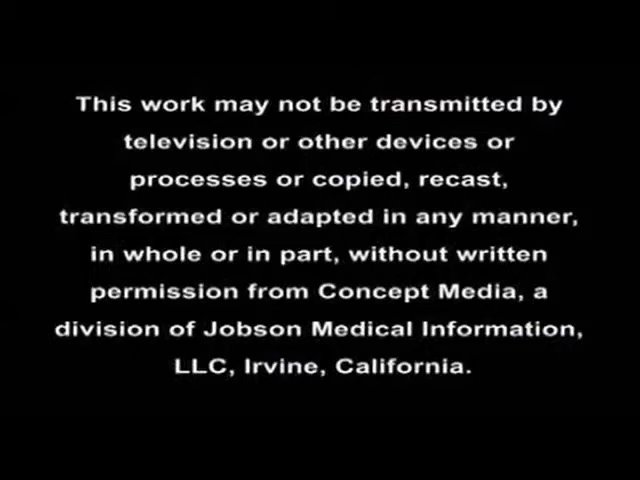 This work may not be transmitted by
television or other devices or
processes or copied, recast,
transformed or adapted in any manner,
in whole or in part, without written
permission from Concept Media, a
division of Jobson Medical Information,
LLC, Irvine, California.